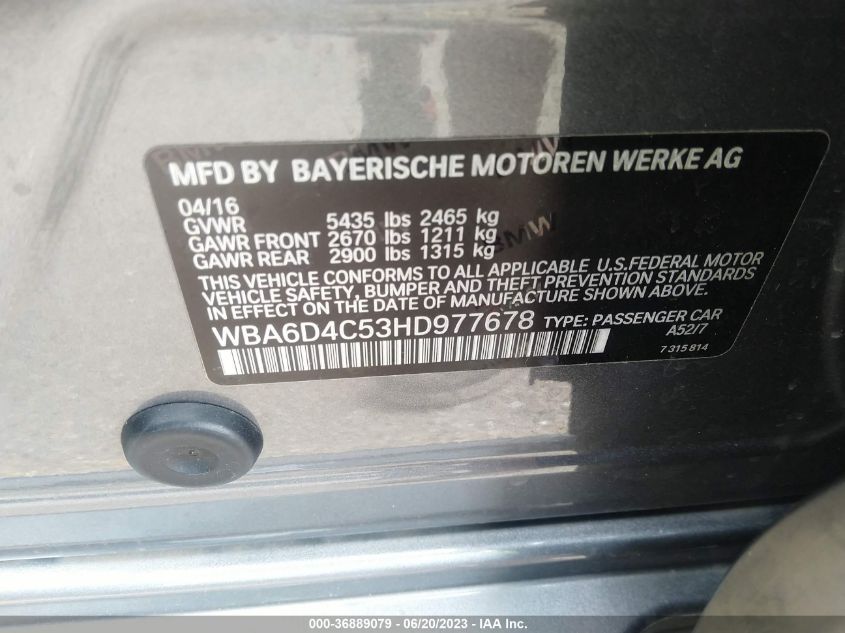 MFD BY BAYERISCHE MOTOREN WERKE AG
04/16
GVWR 5435 lbs 2465 kg
GAWR FRONT 2670 lbs 1211 kg
GAWR REAR 2900 lbs 1315 kg
THIS VEHICLE CONFORMS TO ALL APPLICABLE U.S.FEDERAL MOTOR
VEHICLE SAFETY, BUMPER AND THEFT PREVENTION STANDARDS
IN EFFECT ON THE DATE OF MANUFACTURE SHOWN ABOVE.
WBA6D4C53HD977678 TYPE: PASSENGER CAR
A52/7
7 315 814
BMW
000-36889079 — 06/20/2023 — IAA Inc.